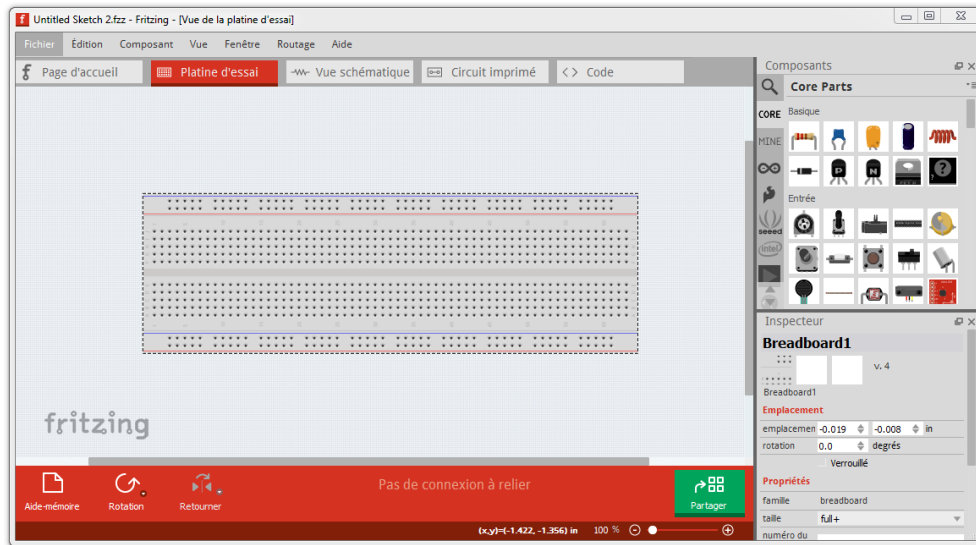 Untitled Sketch 2.fzz - Fritzing - [Vue de la platine d'essai]
Fichier Édition Composant Vue Fenêtre Routage Aide
Page d'accueil Platine d'essai Vue schématique Circuit imprimé Code
Composants
Core Parts
CORE Basique
MINE
P N ?
Entrée
seeed
intel
fritzing
Inspecteur
Breadboard1
v. 4
Breadboard1
Emplacement
emplacemen -0.019 -0.008 in
rotation 0.0 degrés
Verrouillé
Propriétés
famille breadboard
taille full+
numéro du
Pas de connexion à relier
Aide-mémoire Rotation Retourner Partager
(x,y)=(-1.422, -1.356) in 100 %